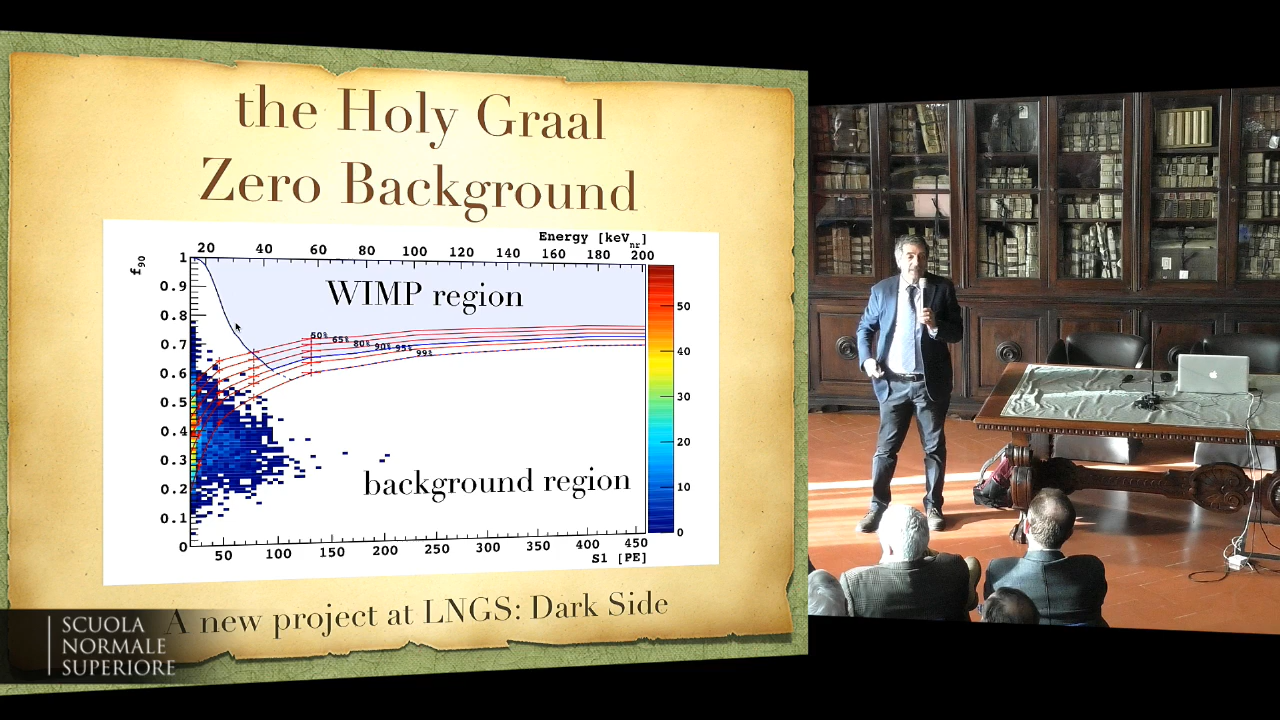 the Holy Graal
Zero Background
Energy [keVnr]
20 40 60 80 100 120 140 160 180 200
f90
1
0.9
0.8
0.7
0.6
0.5
0.4
0.3
0.2
0.1
0
WIMP region
50% 65% 80% 90% 95% 99%
background region
50 100 150 200 250 300 350 400 450
S1 [PE]
50
40
30
20
10
0
A new project at LNGS: Dark Side
SCUOLA
NORMALE
SUPERIORE